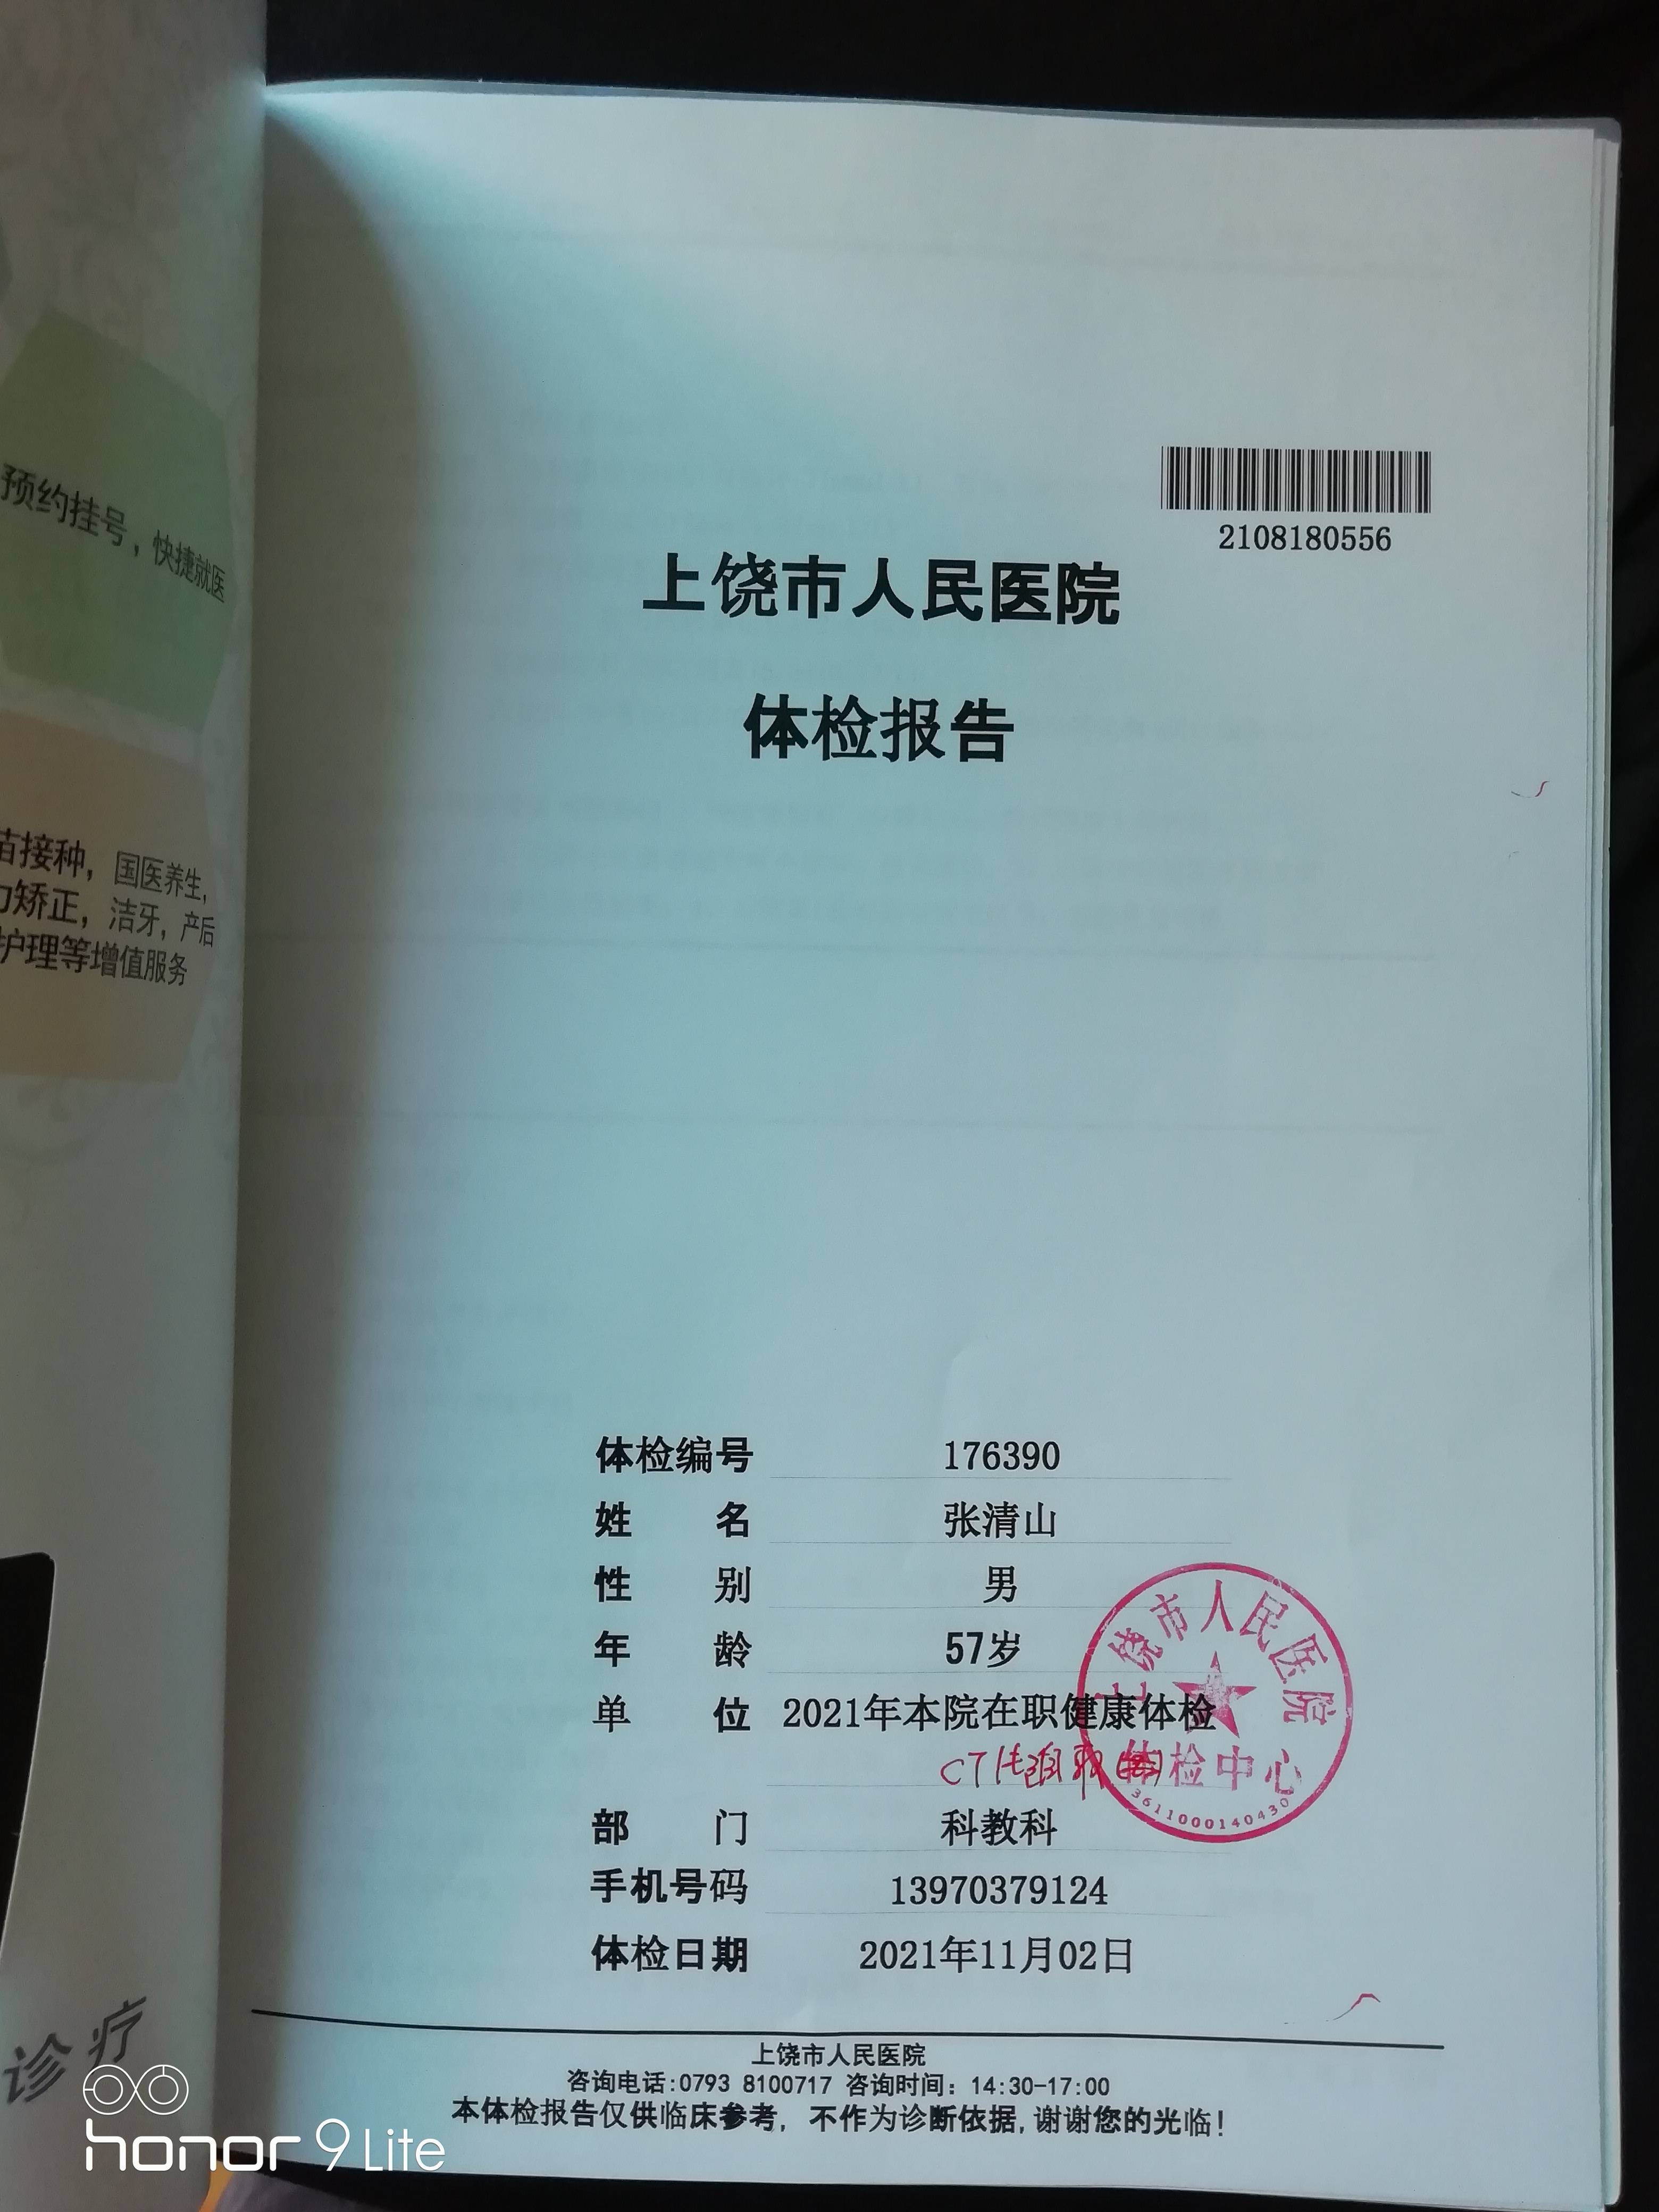 预约挂号，快捷就医
苗接种，国医养生，
力矫正，洁牙，产后
护理等增值服务
诊疗
2108180556
上饶市人民医院
体检报告
体检编号 176390
姓名 张清山
性别 男
年龄 57岁
单位 2021年本院在职健康体检
CT
部门 科教科
手机号码 13970379124
体检日期 2021年11月02日
上饶市人民医院
体检中心
3611000140430
上饶市人民医院
咨询电话:0793 8100717 咨询时间：14:30-17:00
本体检报告仅供临床参考，不作为诊断依据,谢谢您的光临！
honor 9 Lite